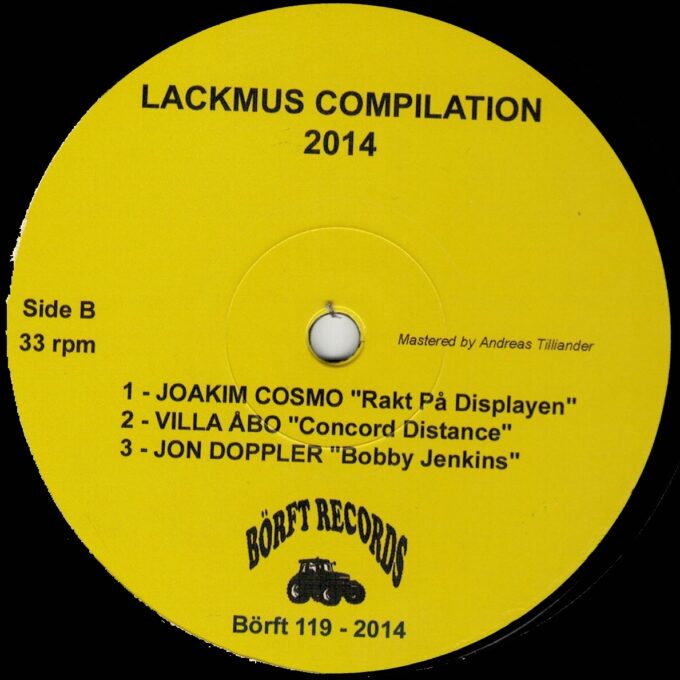 LACKMUS COMPILATION
2014
Side B
33 rpm
Mastered by Andreas Tilliander
1 - JOAKIM COSMO "Rakt På Displayen"
2 - VILLA ÅBO "Concord Distance"
3 - JON DOPPLER "Bobby Jenkins"
BÖRFT RECORDS
Börft 119 - 2014